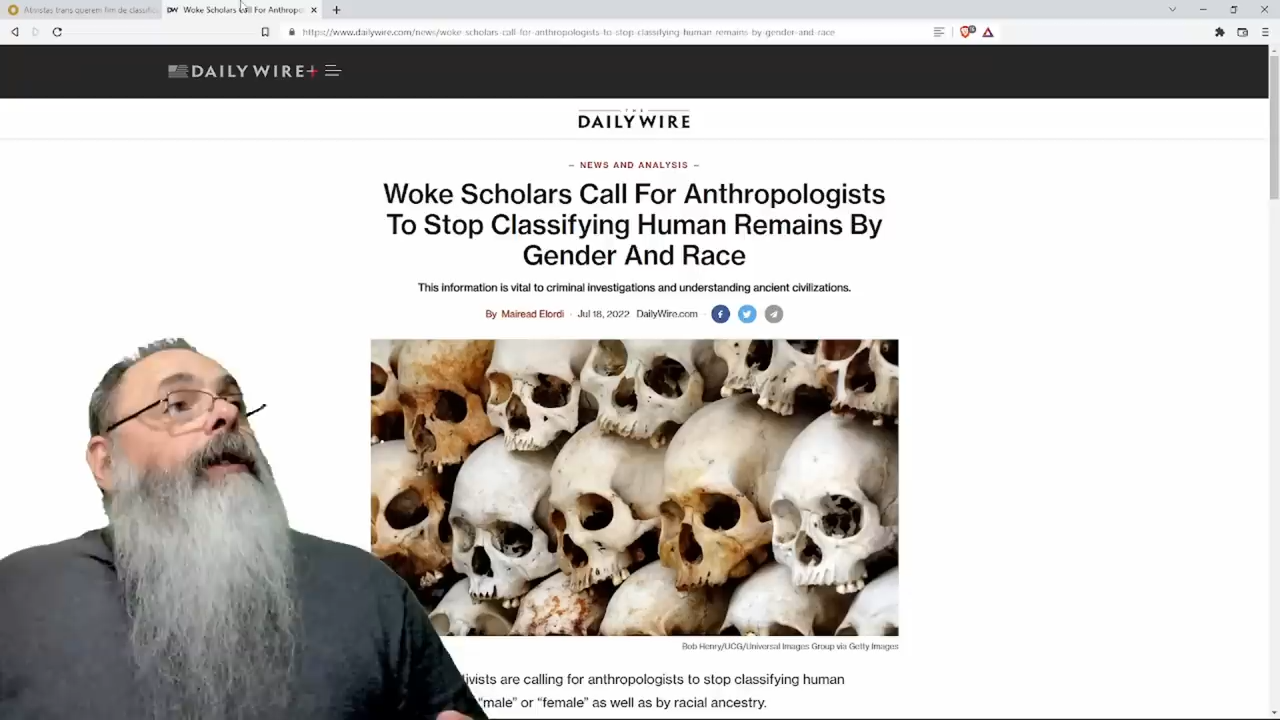 Ativistas trans querem fim de classific
DW Woke Scholars Call For Anthropo
https://www.dailywire.com/news/woke-scholars-call-for-anthropologists-to-stop-classifying-human-remains-by-gender-and-race
DAILYWIRE+
THE
DAILYWIRE
– NEWS AND ANALYSIS –
Woke Scholars Call For Anthropologists
To Stop Classifying Human Remains By
Gender And Race
This information is vital to criminal investigations and understanding ancient civilizations.
By Mairead Elordi · Jul 18, 2022 DailyWire.com
Bob Henry/UCG/Universal Images Group via Getty Images
tivists are calling for anthropologists to stop classifying human
"male" or "female" as well as by racial ancestry.